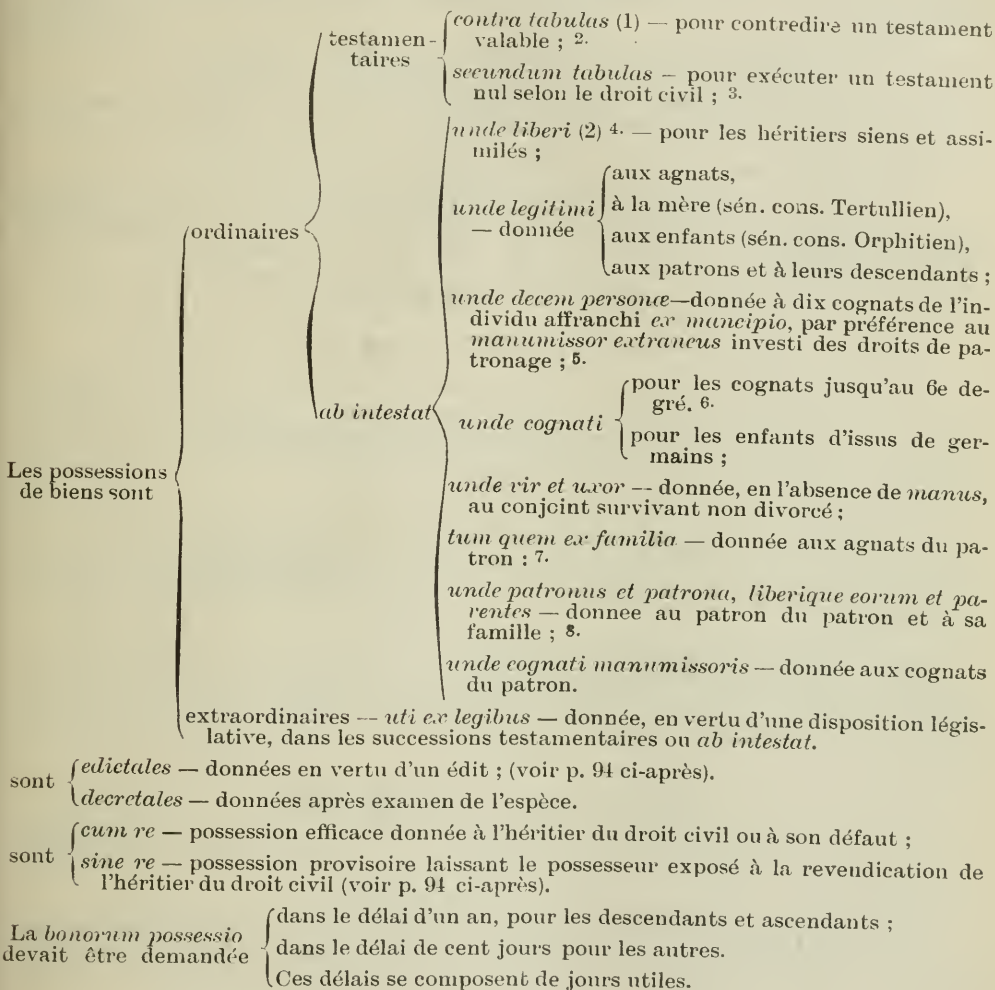 contra tabulas (1) — pour contredire un testament
valable ; 2.
testamen-
taires
secundum tabulas — pour exécuter un testament
nul selon le droit civil ; 3.
unde liberi (2) 4. — pour les héritiers siens et assi-
milés ;
aux agnats,
unde legitimi
— donnée
à la mère (sén. cons. Tertullien),
aux enfants (sén. cons. Orphitien),
aux patrons et à leurs descendants ;
ordinaires
unde decem personæ—donnée à dix cognats de l'in-
dividu affranchi ex mancipio, par préférence au
manumissor extraneus investi des droits de pa-
tronage ; 5.
ab intestat
unde cognati
pour les cognats jusqu'au 6e de-
gré. 6.
pour les enfants d'issus de ger-
mains ;
Les possessions
de biens sont
unde vir et uxor — donnée, en l'absence de manus,
au conjoint survivant non divorcé ;
tum quem ex familia — donnée aux agnats du pa-
tron : 7.
unde patronus et patrona, liberique eorum et pa-
rentes — donnee au patron du patron et à sa
famille ; 8.
unde cognati manumissoris — donnée aux cognats
du patron.
extraordinaires — uti ex legibus — donnée, en vertu d'une disposition légis-
lative, dans les successions testamentaires ou ab intestat.
sont
edictales — données en vertu d'un édit ; (voir p. 94 ci-après).
decretales — données après examen de l'espèce.
sont
cum re — possession efficace donnée à l'héritier du droit civil ou à son défaut ;
sine re — possession provisoire laissant le possesseur exposé à la revendication de
l'héritier du droit civil (voir p. 94 ci-après).
La bonorum possessio
devait être demandée
dans le délai d'un an, pour les descendants et ascendants ;
dans le délai de cent jours pour les autres.
Ces délais se composent de jours utiles.